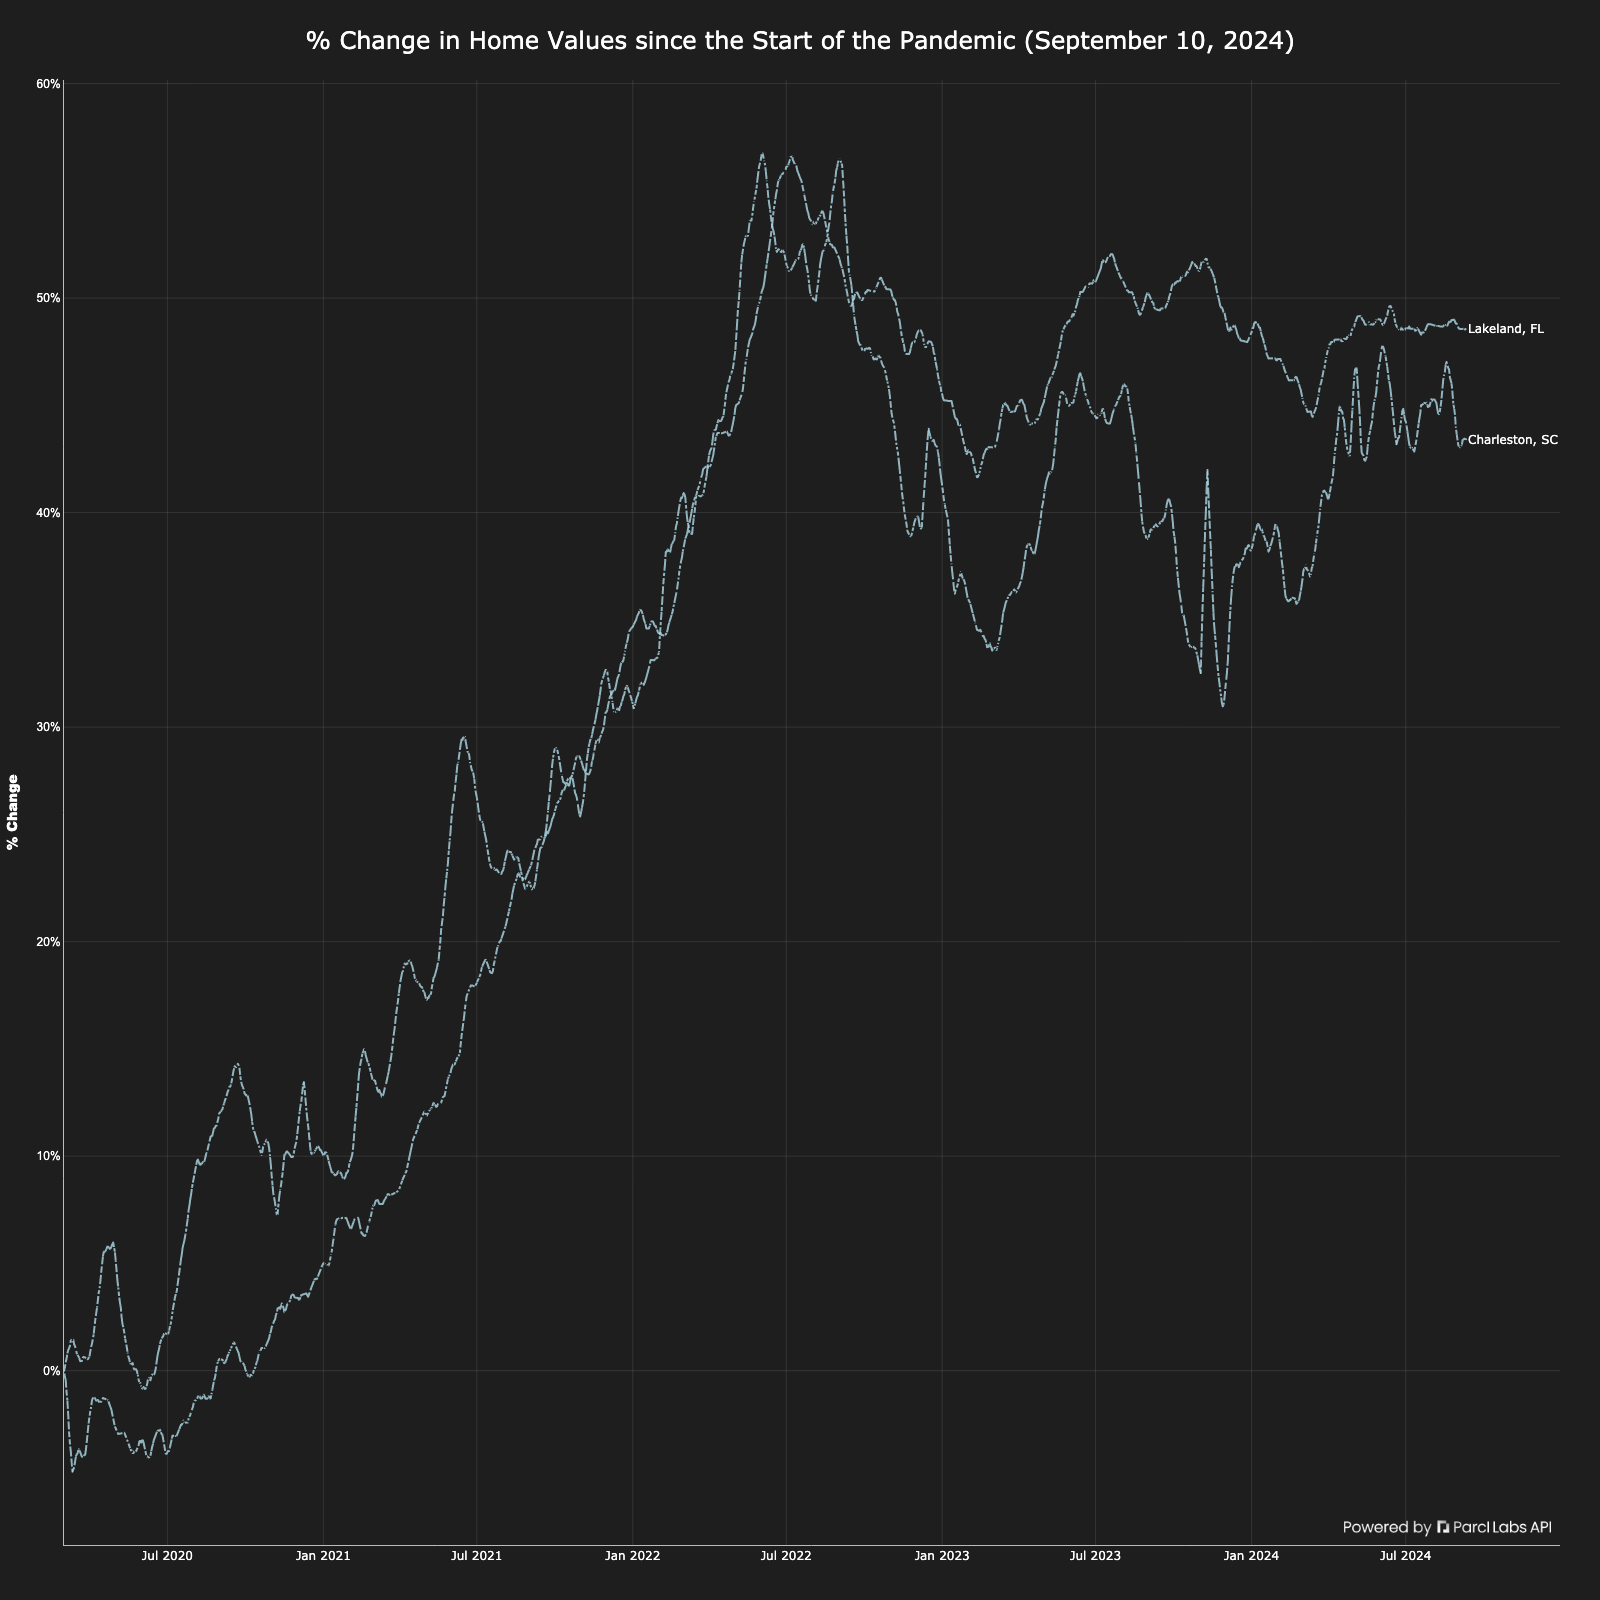 % Change in Home Values since the Start of the Pandemic (September 10, 2024)
60%
50%
40%
30%
20%
10%
0%
% Change
Lakeland, FL
Charleston, SC
Powered by Parcl Labs API
Jul 2020
Jan 2021
Jul 2021
Jan 2022
Jul 2022
Jan 2023
Jul 2023
Jan 2024
Jul 2024